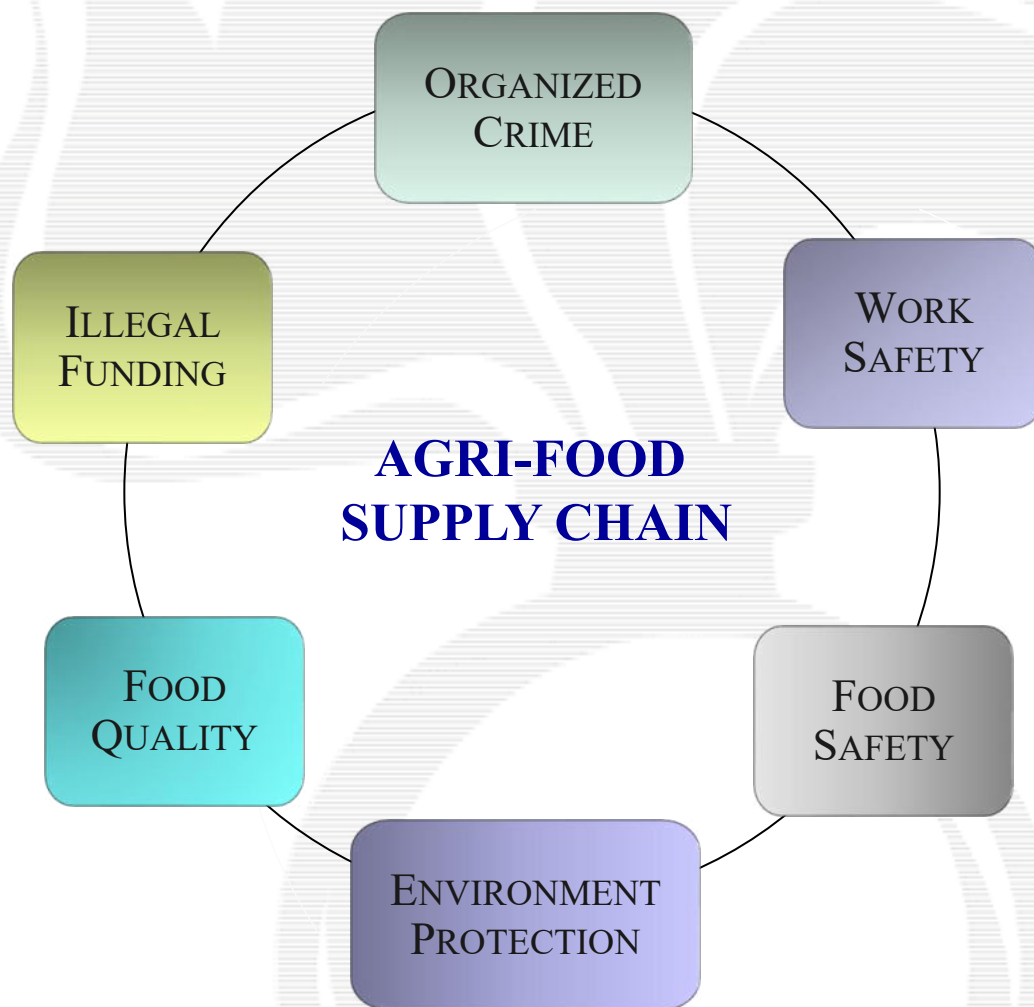 ORGANIZED
CRIME
WORK
SAFETY
ILLEGAL
FUNDING
AGRI-FOOD
SUPPLY CHAIN
FOOD
QUALITY
FOOD
SAFETY
ENVIRONMENT
PROTECTION